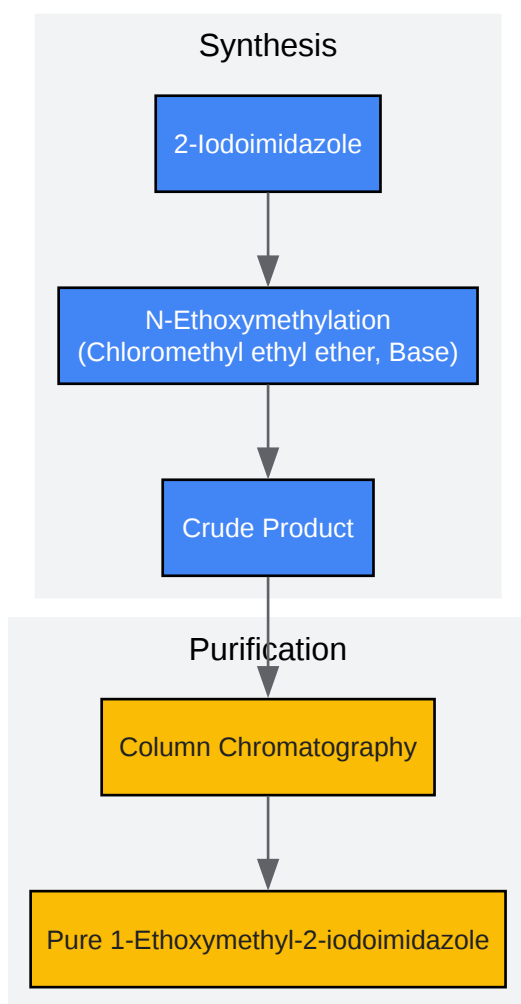 Synthesis
2-Iodoimidazole
N-Ethoxymethylation
(Chloromethyl ethyl ether, Base)
Crude Product
Purification
Column Chromatography
Pure 1-Ethoxymethyl-2-iodoimidazole